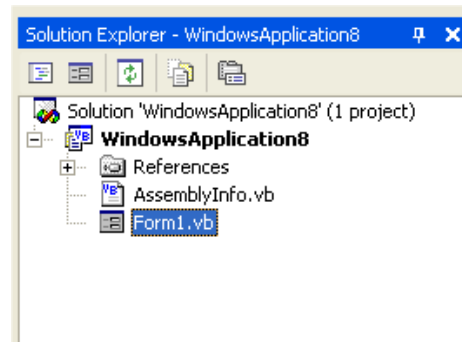 Solution Explorer - WindowsApplication8
Solution 'WindowsApplication8' (1 project)
WindowsApplication8
References
AssemblyInfo.vb
Form1.vb